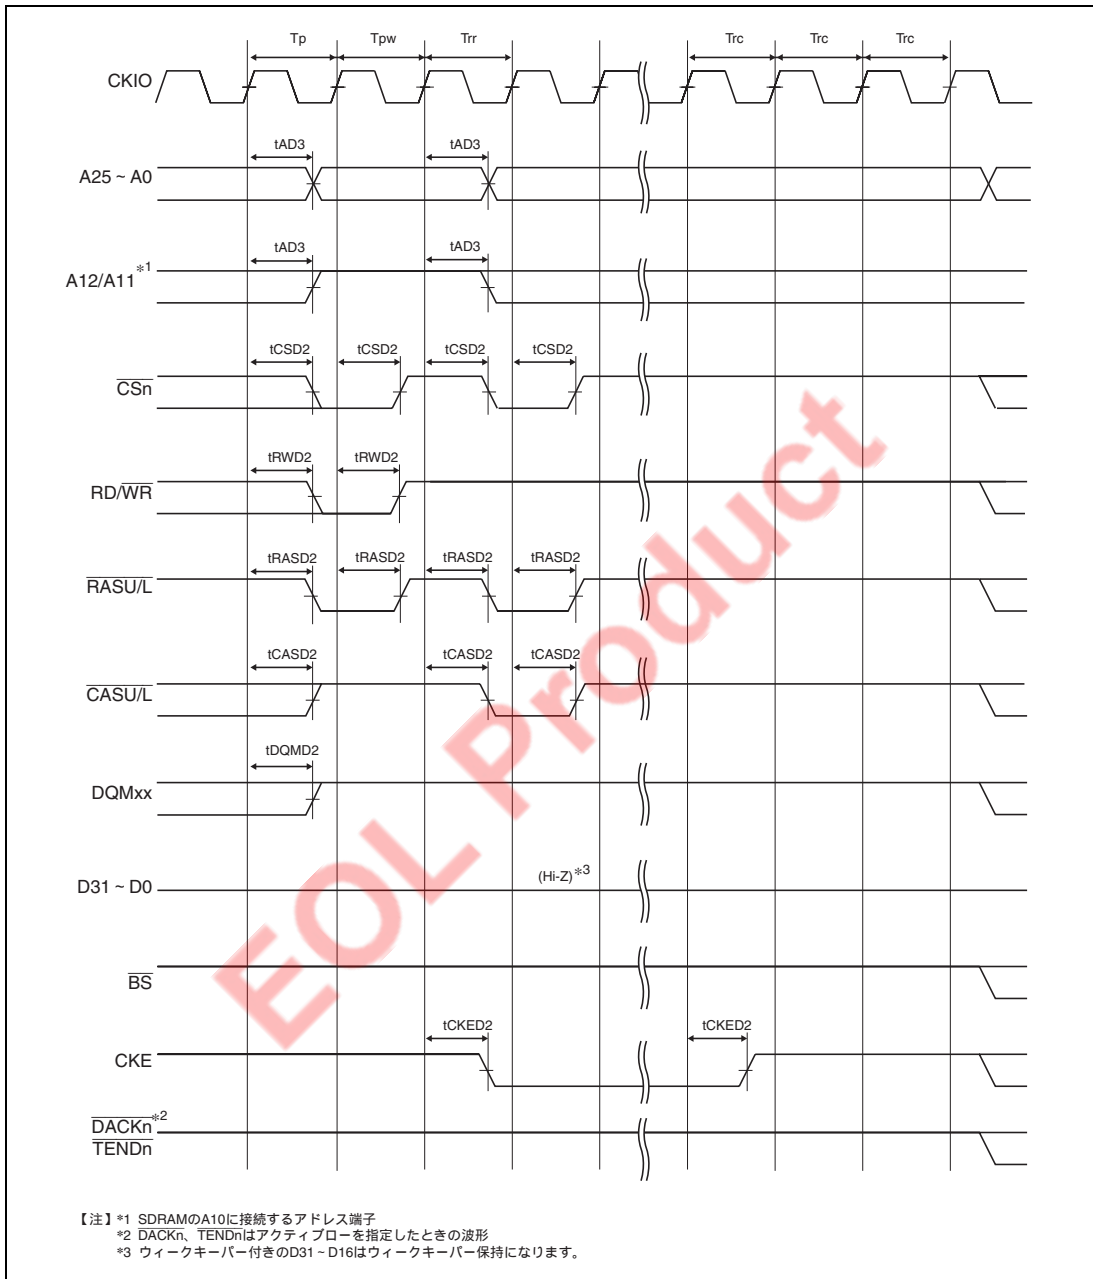 Tp Tpw Trr Trc Trc Trc
CKIO
tAD3 tAD3
A25 ~ A0
tAD3 tAD3
A12/A11*1
tCSD2 tCSD2 tCSD2 tCSD2
CSn
tRWD2 tRWD2
RD/WR
tRASD2 tRASD2 tRASD2 tRASD2
RASU/L
tCASD2 tCASD2 tCASD2
CASU/L
tDQMD2
DQMxx
(Hi-Z)*3
D31 ~ D0
BS
tCKED2 tCKED2
CKE
DACKn*2
TENDn
EOL Product
【注】*1 SDRAMのA10に接続するアドレス端子
*2 DACKn、TENDnはアクティブローを指定したときの波形
*3 ウィークキーパー付きのD31~D16はウィークキーパー保持になります。